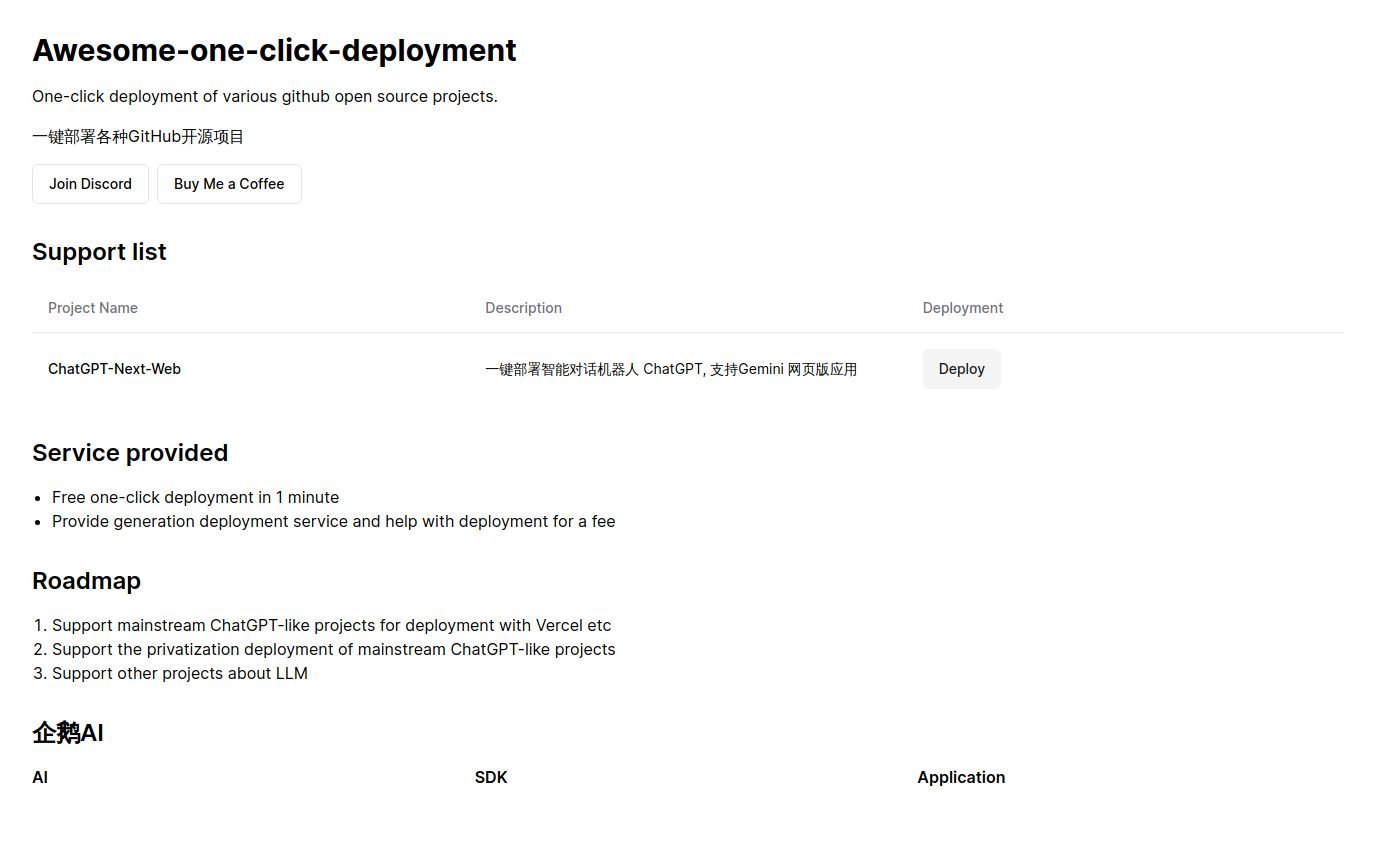 Awesome-one-click-deployment
One-click deployment of various github open source projects.
一键部署各种GitHub开源项目
Join Discord Buy Me a Coffee
Support list
Project Name Description Deployment
ChatGPT-Next-Web 一键部署智能对话机器人 ChatGPT, 支持Gemini 网页版应用 Deploy
Service provided
• Free one-click deployment in 1 minute
• Provide generation deployment service and help with deployment for a fee
Roadmap
1. Support mainstream ChatGPT-like projects for deployment with Vercel etc
2. Support the privatization deployment of mainstream ChatGPT-like projects
3. Support other projects about LLM
企鹅AI
AI SDK Application